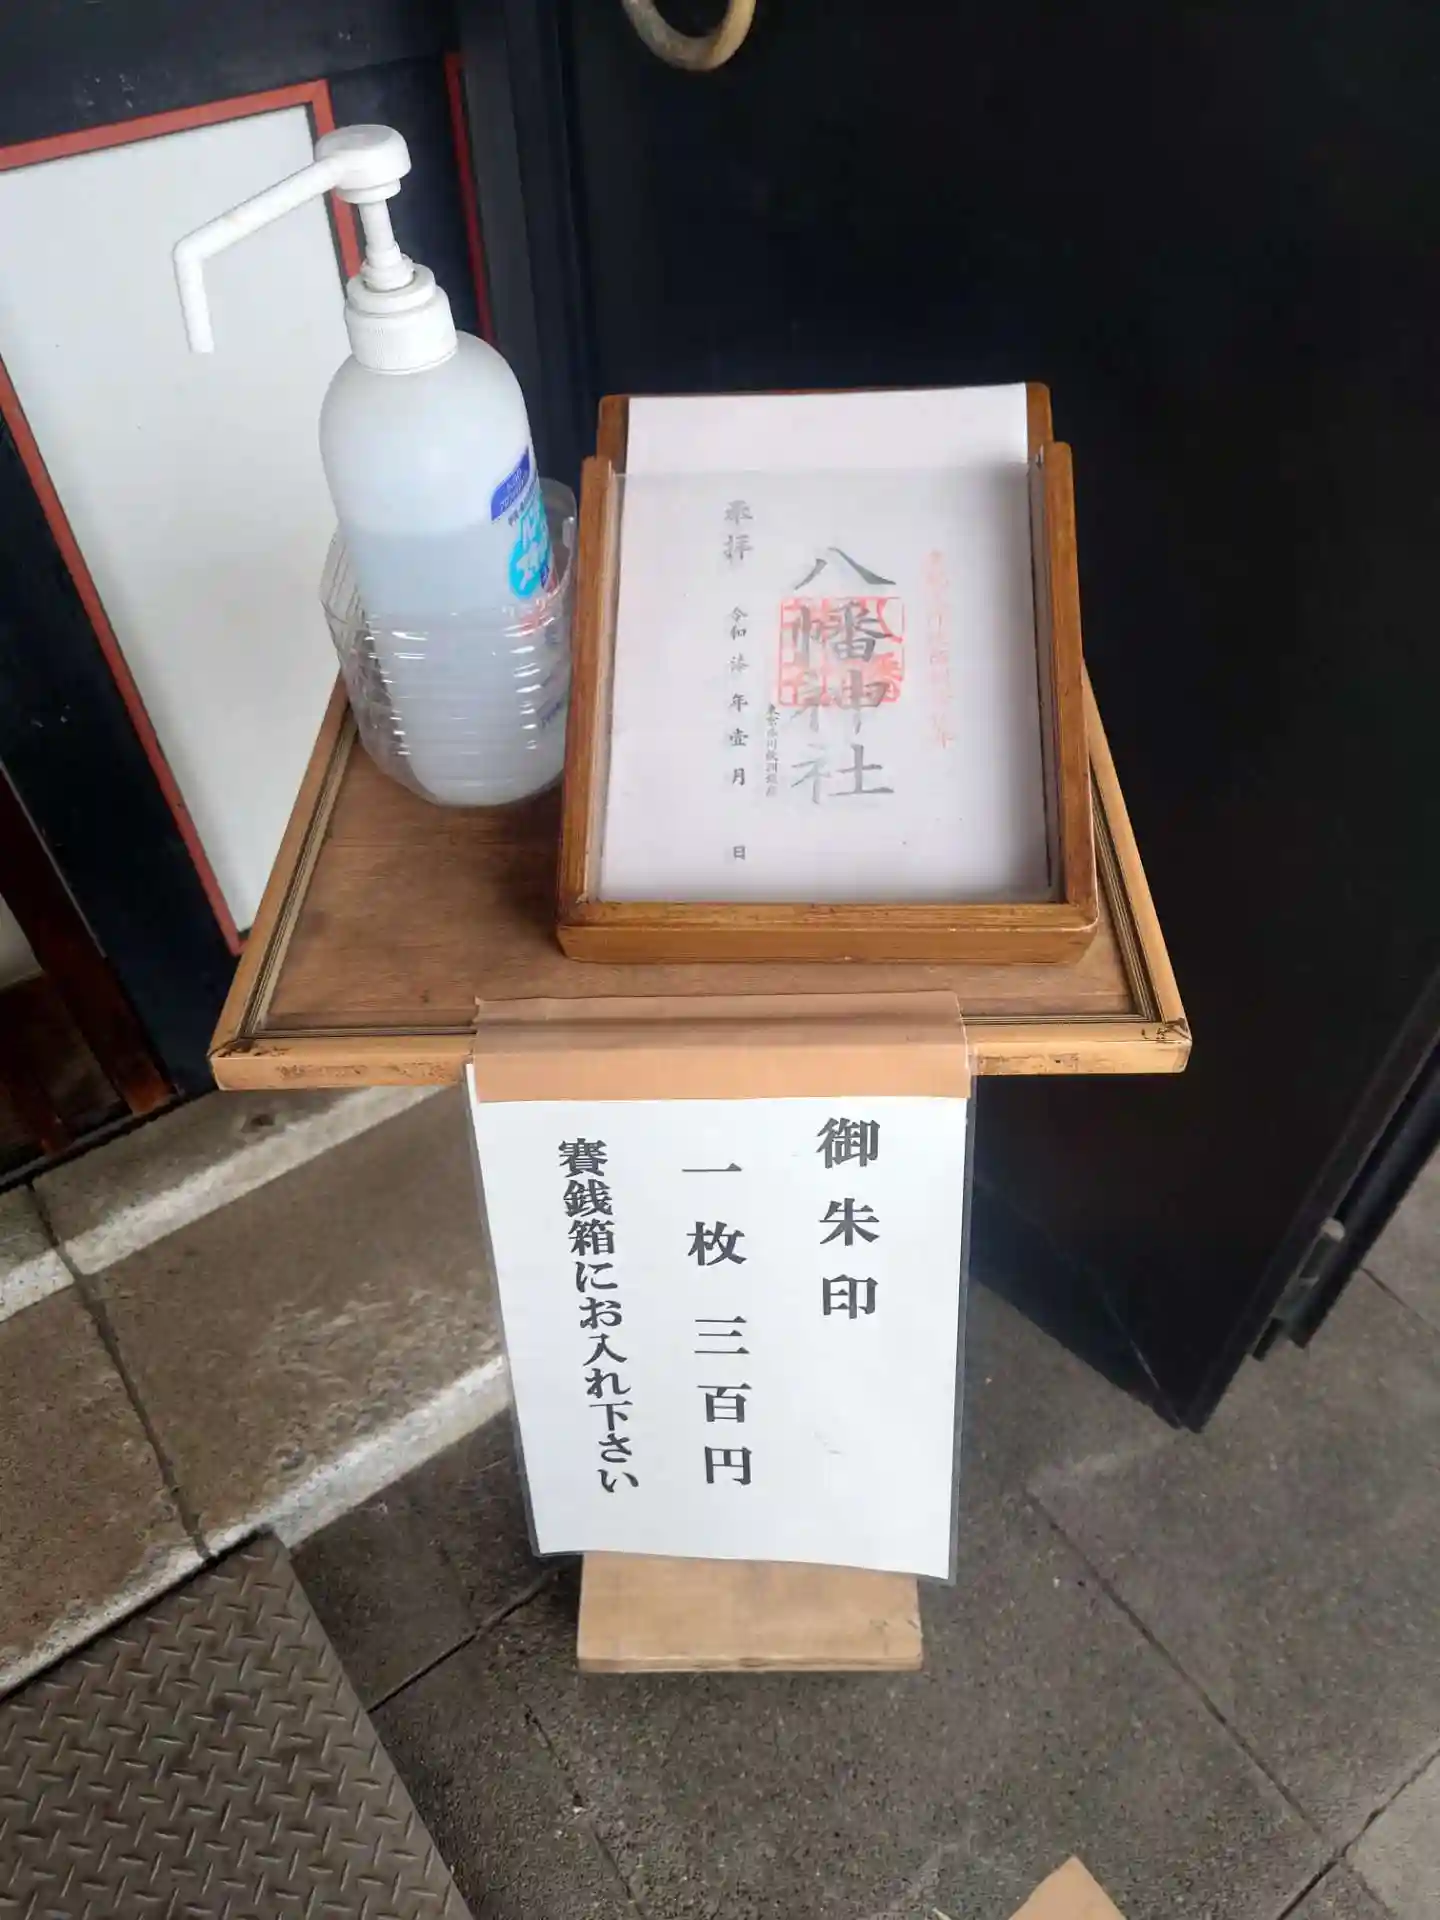 八幡神社
奉拝
令和漆年壹月 日
御朱印
一枚 三百円
賽銭箱にお入れ下さい